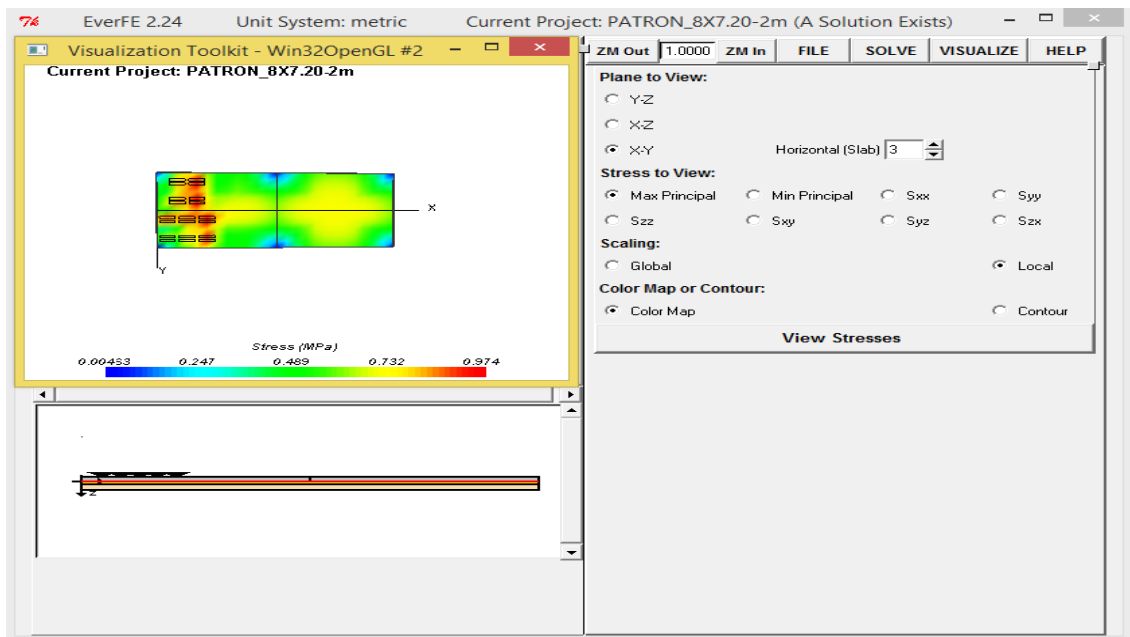 EverFE 2.24 Unit System: metric Current Project: PATRON_8X7.20-2m (A Solution Exists)
Visualization Toolkit - Win32OpenGL #2
Current Project: PATRON_8X7.20-2m
X
Y
Stress (MPa)
0.00453 0.247 0.489 0.732 0.974
Z
ZM Out 1.0000 ZM In FILE SOLVE VISUALIZE HELP
Plane to View:
Y-Z
X-Z
X-Y Horizontal (Slab) 3
Stress to View:
Max Principal Min Principal Sxx Syy
Szz Sxy Syz Szx
Scaling:
Global Local
Color Map or Contour:
Color Map Contour
View Stresses